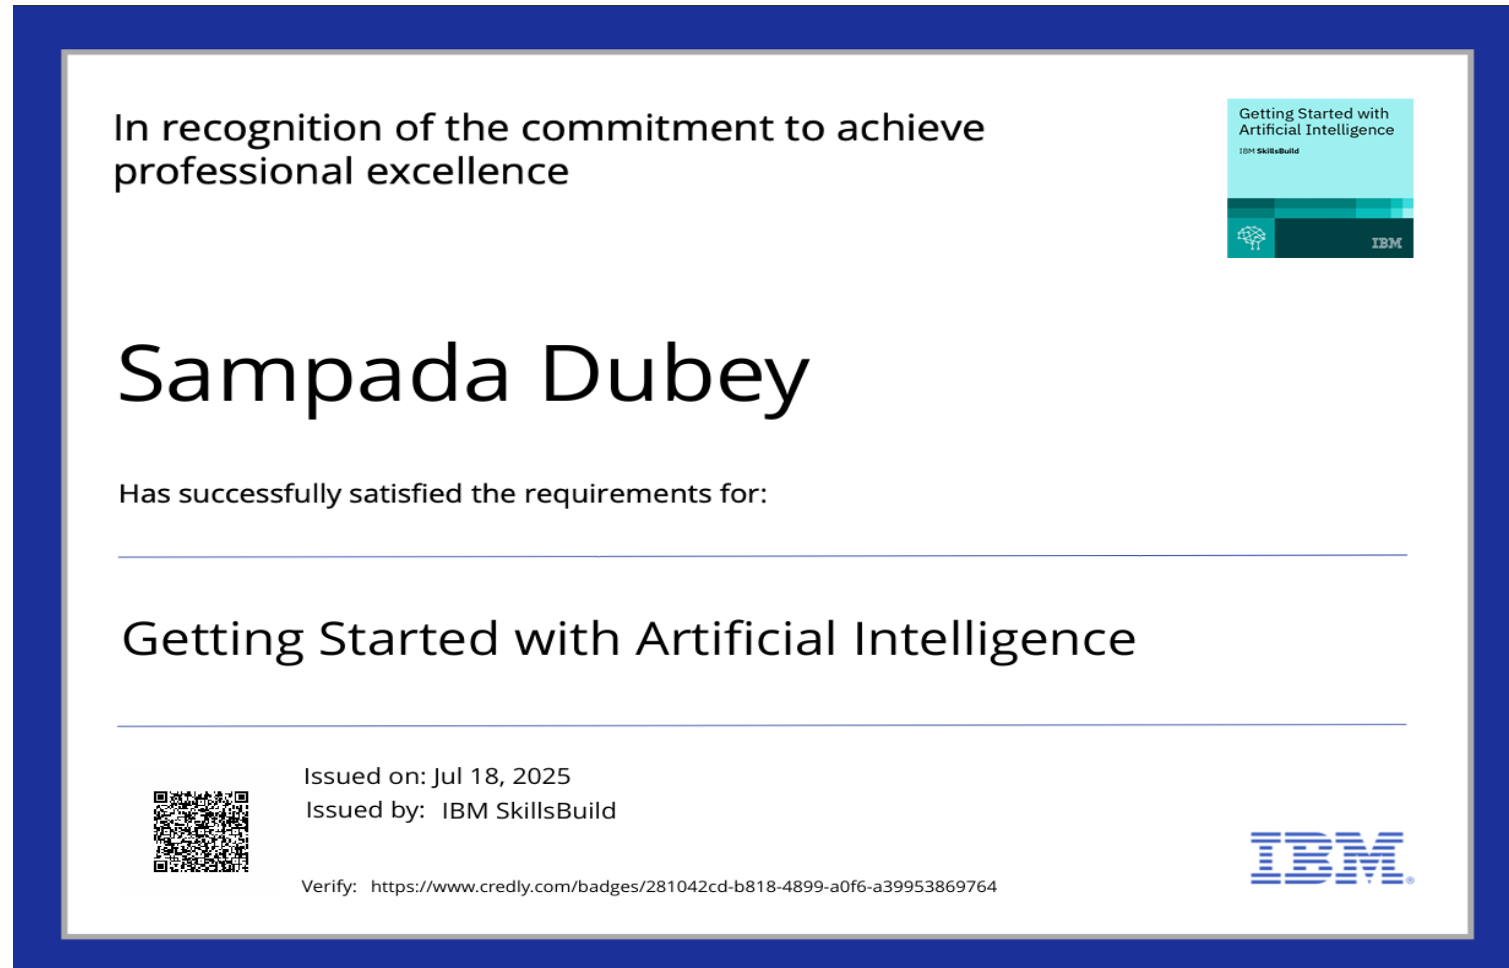 In recognition of the commitment to achieve
professional excellence
Getting Started with
Artificial Intelligence
IBM SkillsBuild
IBM
Sampada Dubey
Has successfully satisfied the requirements for:
Getting Started with Artificial Intelligence
Issued on: Jul 18, 2025
Issued by: IBM SkillsBuild
Verify: https://www.credly.com/badges/281042cd-b818-4899-a0f6-a39953869764
IBM®